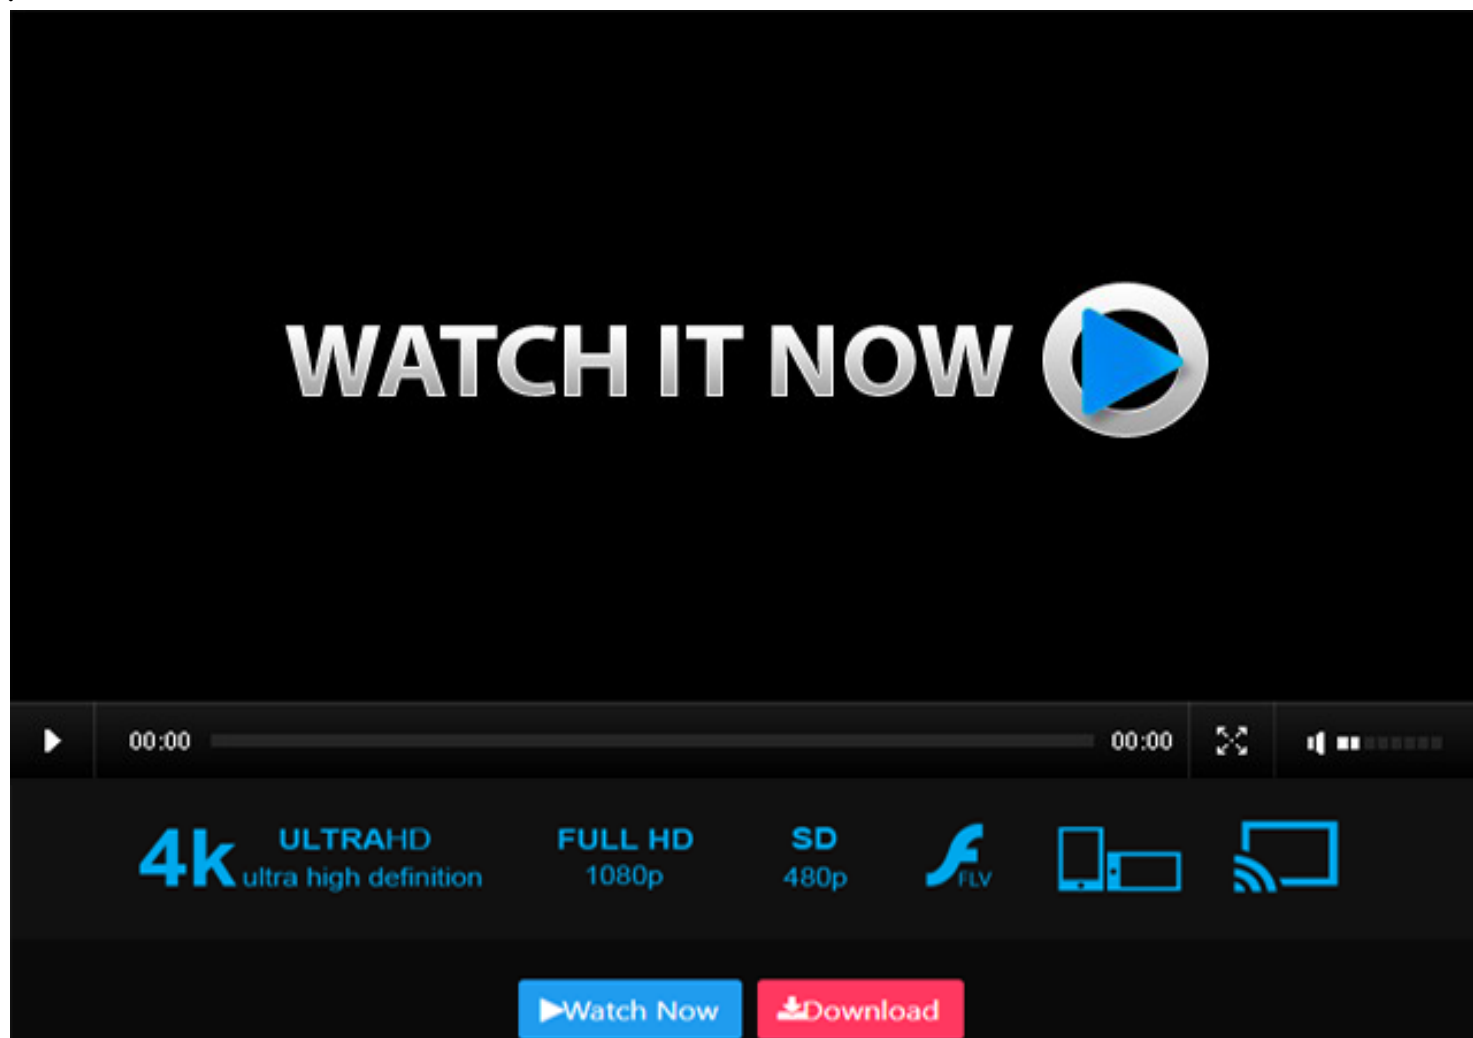 WATCH IT NOW
00:00 00:00
4k ULTRAHD FULL HD SD
ultra high definition 1080p 480p FLV
Watch Now Download